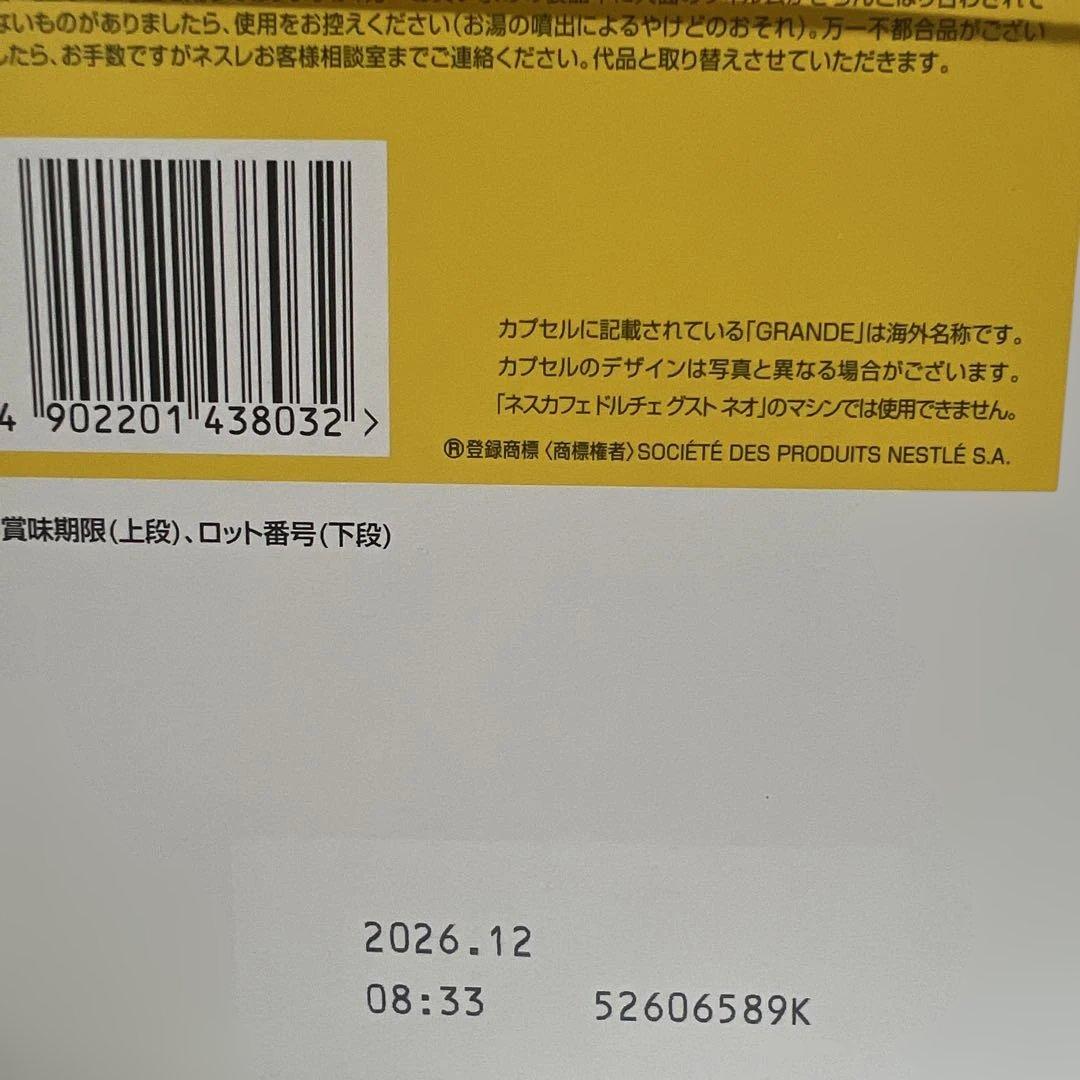 ないものがありましたら、使用をお控えください(お湯の噴出によるやけどのおそれ)。万一不都合品がござい
したら、お手数ですがネスレお客様相談室までご連絡ください。代品と取り替えさせていただきます。
4 902201 438032 >
カプセルに記載されている「GRANDE」は海外名称です。
カプセルのデザインは写真と異なる場合がございます。
「ネスカフェ ドルチェ グスト ネオ」のマシンでは使用できません。
®登録商標〈商標権者〉SOCIÉTÉ DES PRODUITS NESTLÉ S.A.
賞味期限(上段)、ロット番号(下段)
2026.12
08:33 52606589K